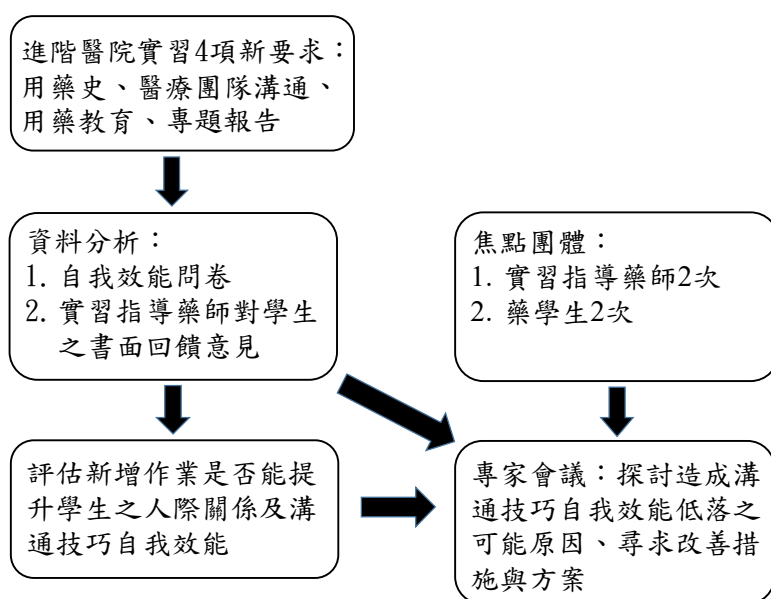 進階醫院實習4項新要求：
用藥史、醫療團隊溝通、
用藥教育、專題報告
資料分析：
1. 自我效能問卷
2. 實習指導藥師對學生
之書面回饋意見
焦點團體：
1. 實習指導藥師2次
2. 藥學生2次
評估新增作業是否能提
升學生之人際關係及溝
通技巧自我效能
專家會議：探討造成溝
通技巧自我效能低落之
可能原因、尋求改善措
施與方案